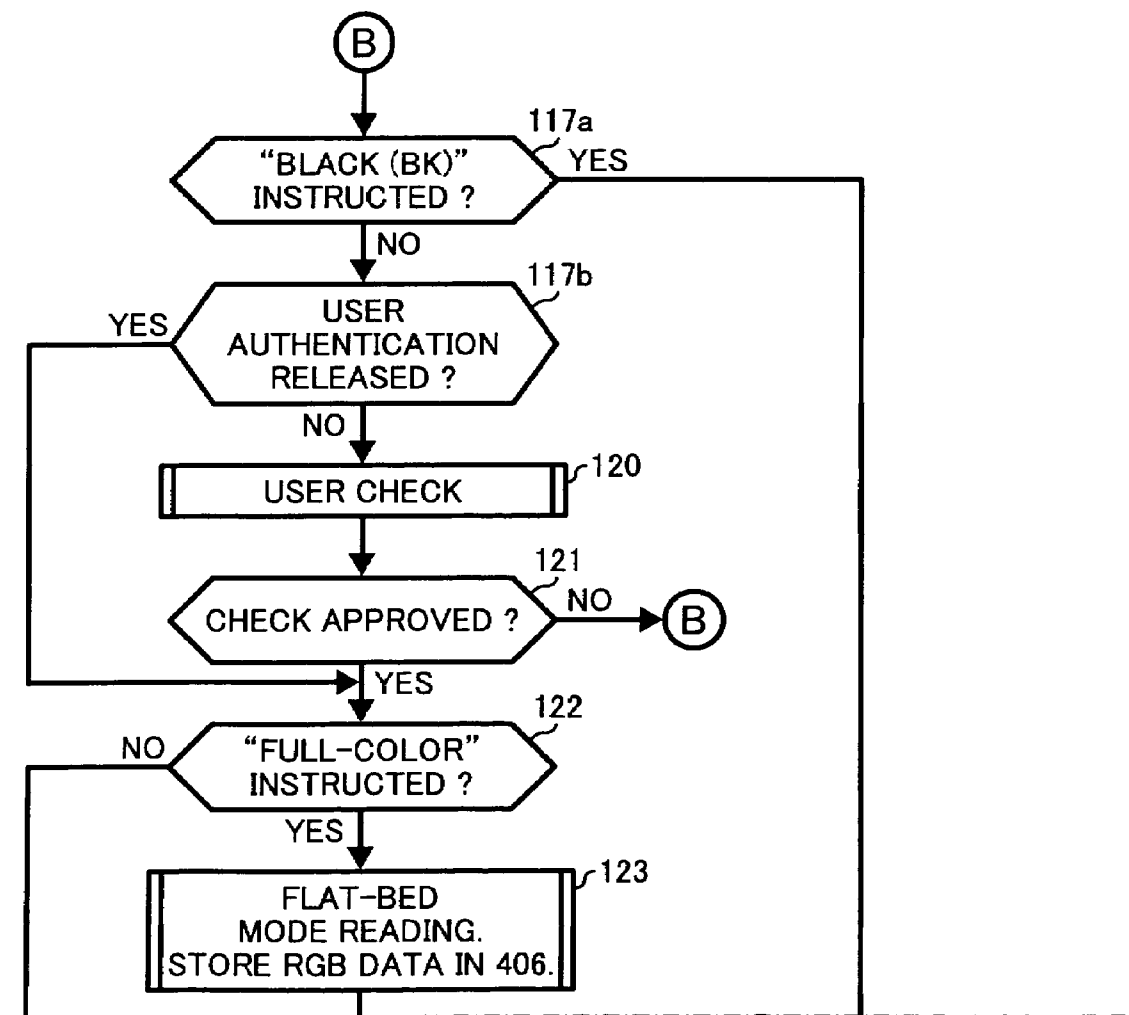 B
117a
“BLACK (BK)”
INSTRUCTED ?
YES
NO
117b
USER
AUTHENTICATION
RELEASED ?
YES
NO
120
USER CHECK
121
CHECK APPROVED ?
NO
B
YES
122
“FULL-COLOR”
INSTRUCTED ?
NO
YES
123
FLAT-BED
MODE READING.
STORE RGB DATA IN 406.